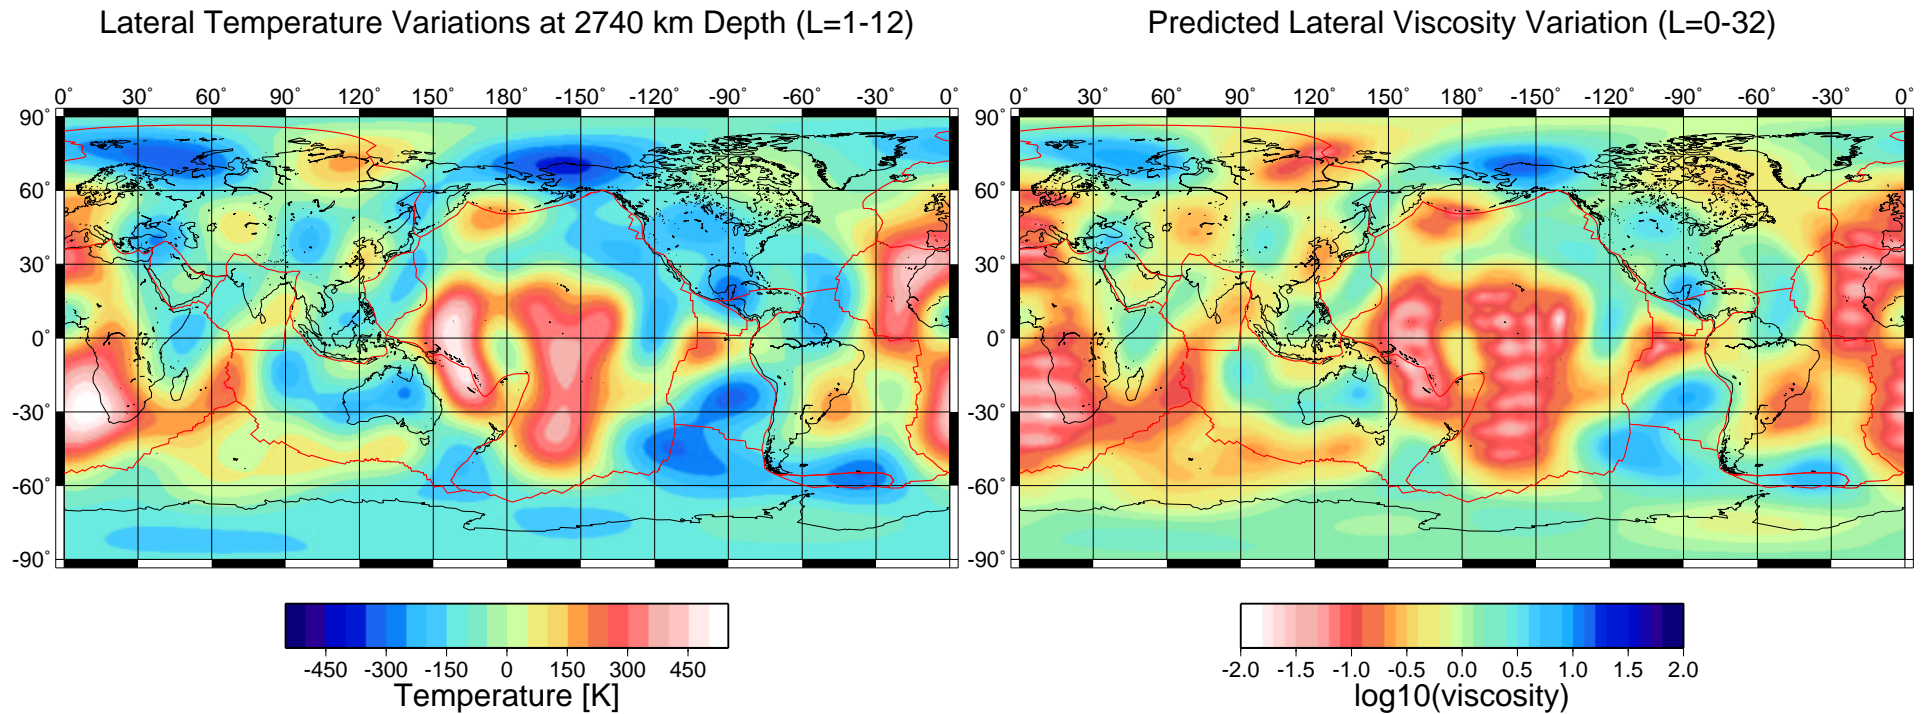 Lateral Temperature Variations at 2740 km Depth (L=1-12)
Predicted Lateral Viscosity Variation (L=0-32)
0° 30 60 90 120 150 180 -150 -120 -90 -60 -30 0°
0° 30 60 90 120 150 180 -150 -120 -90 -60 -30 0°
90° 90°
60° 60°
30° 30°
0° 0°
-30° -30°
-60° -60°
-90° -90°
-450 -300 -150 0 150 300 450
Temperature [K]
-2.0 -1.5 -1.0 -0.5 0.0 0.5 1.0 1.5 2.0
log10(viscosity)